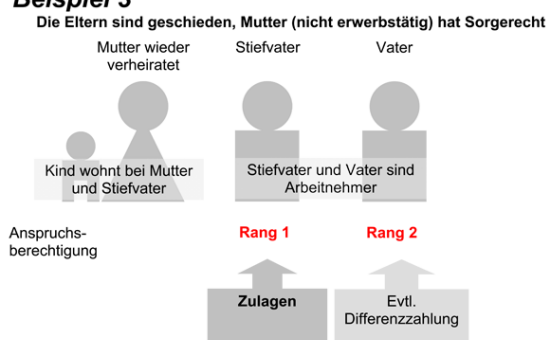 Beispiel 3
Die Eltern sind geschieden, Mutter (nicht erwerbstätig) hat Sorgerecht
Mutter wieder
verheiratet
Stiefvater
Vater
Kind wohnt bei Mutter
und Stiefvater
Stiefvater und Vater sind
Arbeitnehmer
Anspruchs-
berechtigung
Rang 1
Rang 2
Zulagen
Evtl.
Differenzzahlung